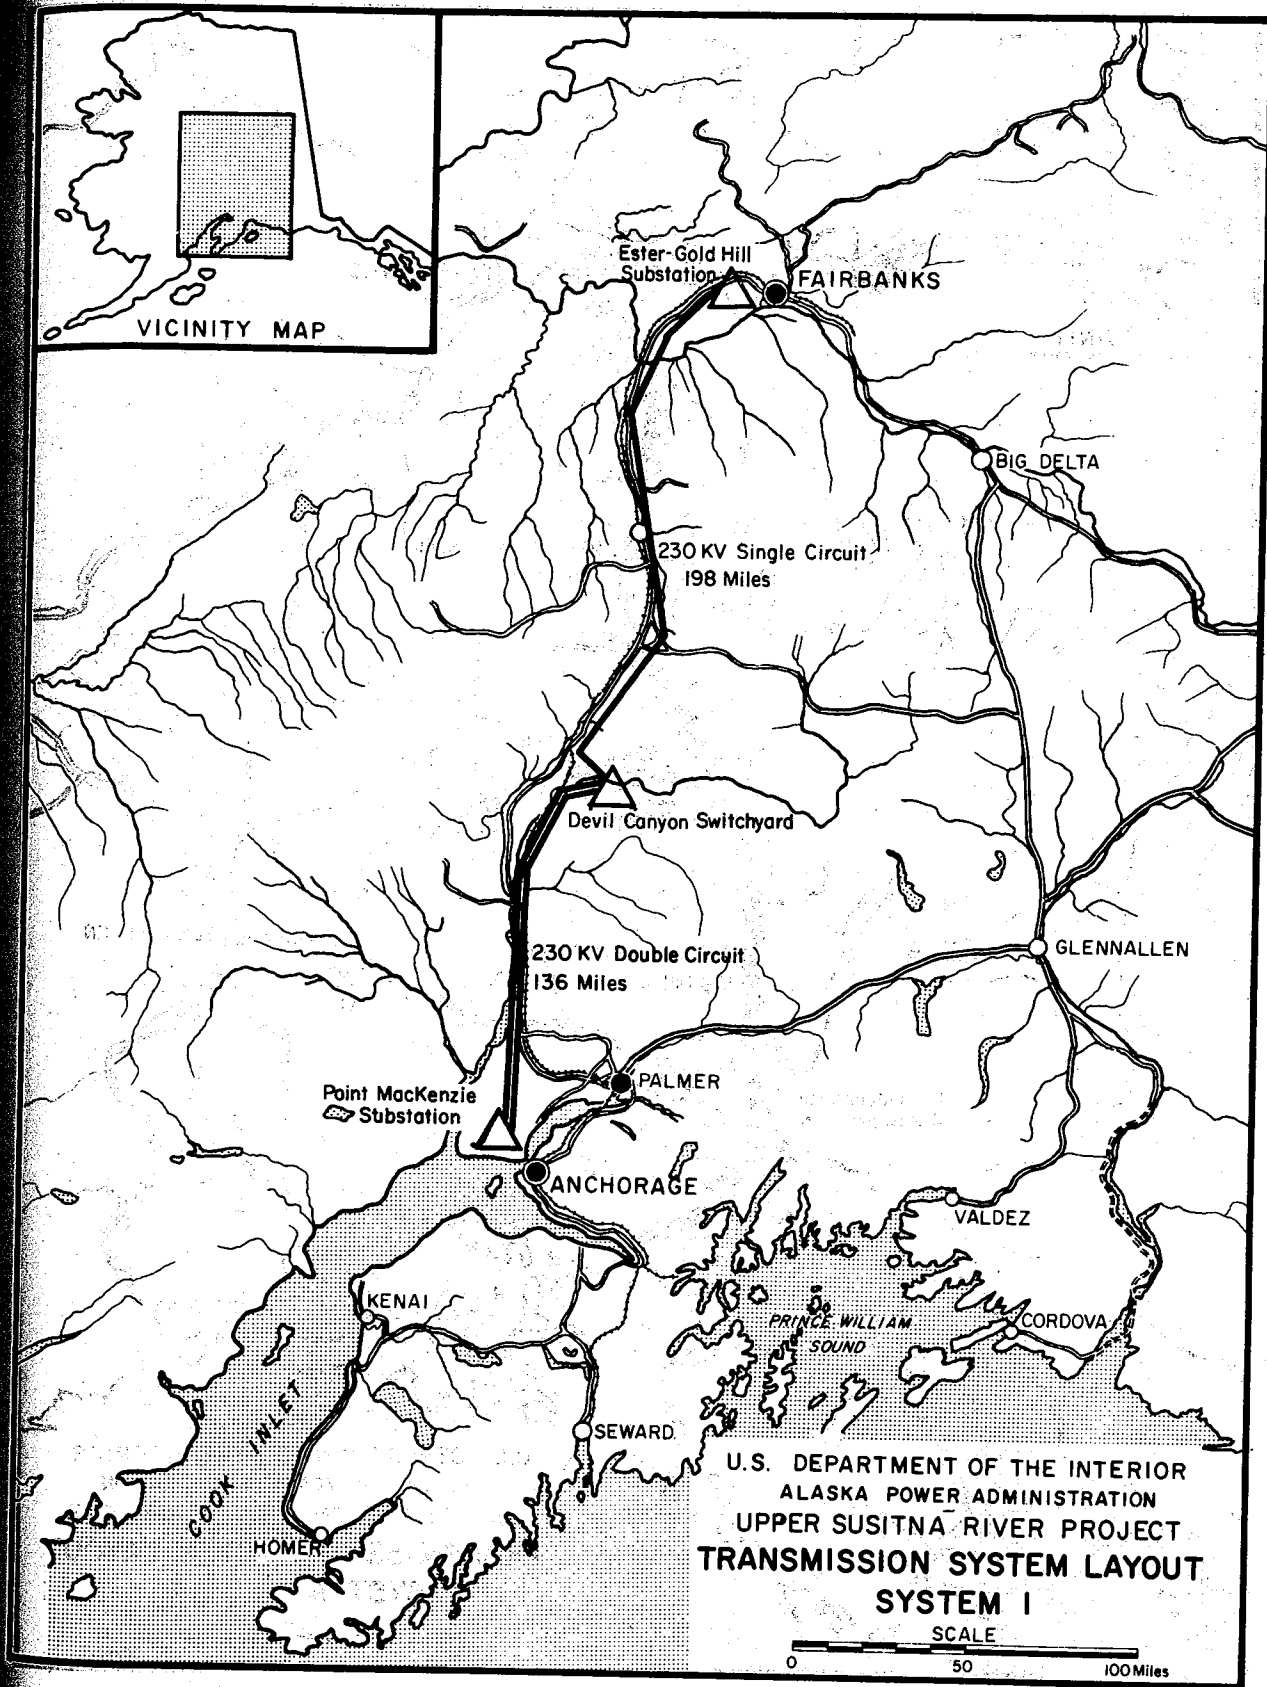 VICINITY MAP
Ester-Gold Hill
Substation
FAIRBANKS
BIG DELTA
230 KV Single Circuit
198 Miles
Devil Canyon Switchyard
230 KV Double Circuit
136 Miles
GLENNALLEN
PALMER
Point MacKenzie
Substation
ANCHORAGE
VALDEZ
KENAI
PRINCE WILLIAM
SOUND
CORDOVA
COOK INLET
SEWARD
HOMER
U.S. DEPARTMENT OF THE INTERIOR
ALASKA POWER ADMINISTRATION
UPPER SUSITNA RIVER PROJECT
TRANSMISSION SYSTEM LAYOUT
SYSTEM I
SCALE
0 50 100 Miles